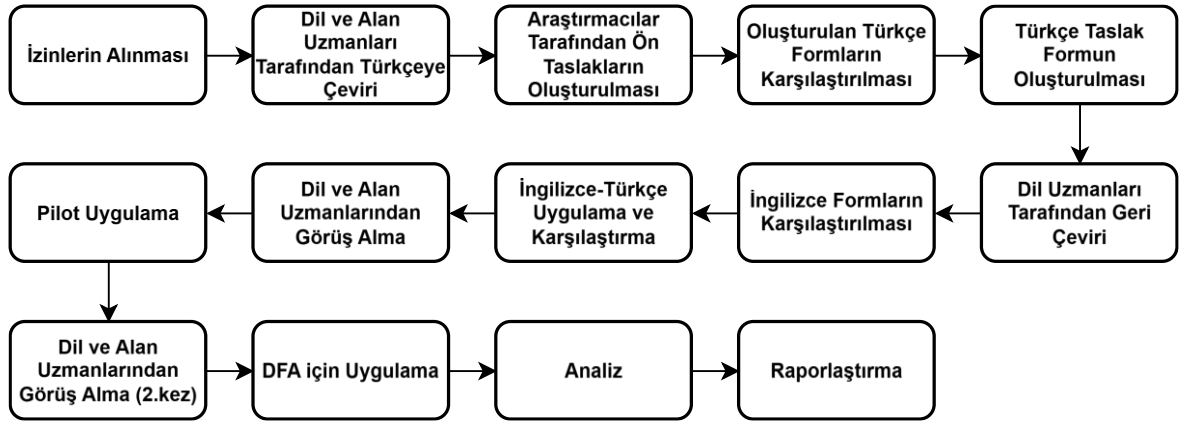 İzinlerin Alınması
Dil ve Alan
Uzmanları
Tarafından Türkçeye
Çeviri
Araştırmacılar
Tarafından Ön
Taslakların
Oluşturulması
Oluşturulan Türkçe
Formların
Karşılaştırılması
Türkçe Taslak
Formun
Oluşturulması
Dil Uzmanları
Tarafından Geri
Çeviri
İngilizce Formların
Karşılaştırılması
İngilizce-Türkçe
Uygulama ve
Karşılaştırma
Dil ve Alan
Uzmanlarından
Görüş Alma
Pilot Uygulama
Dil ve Alan
Uzmanlarından
Görüş Alma (2.kez)
DFA için Uygulama
Analiz
Raporlaştırma